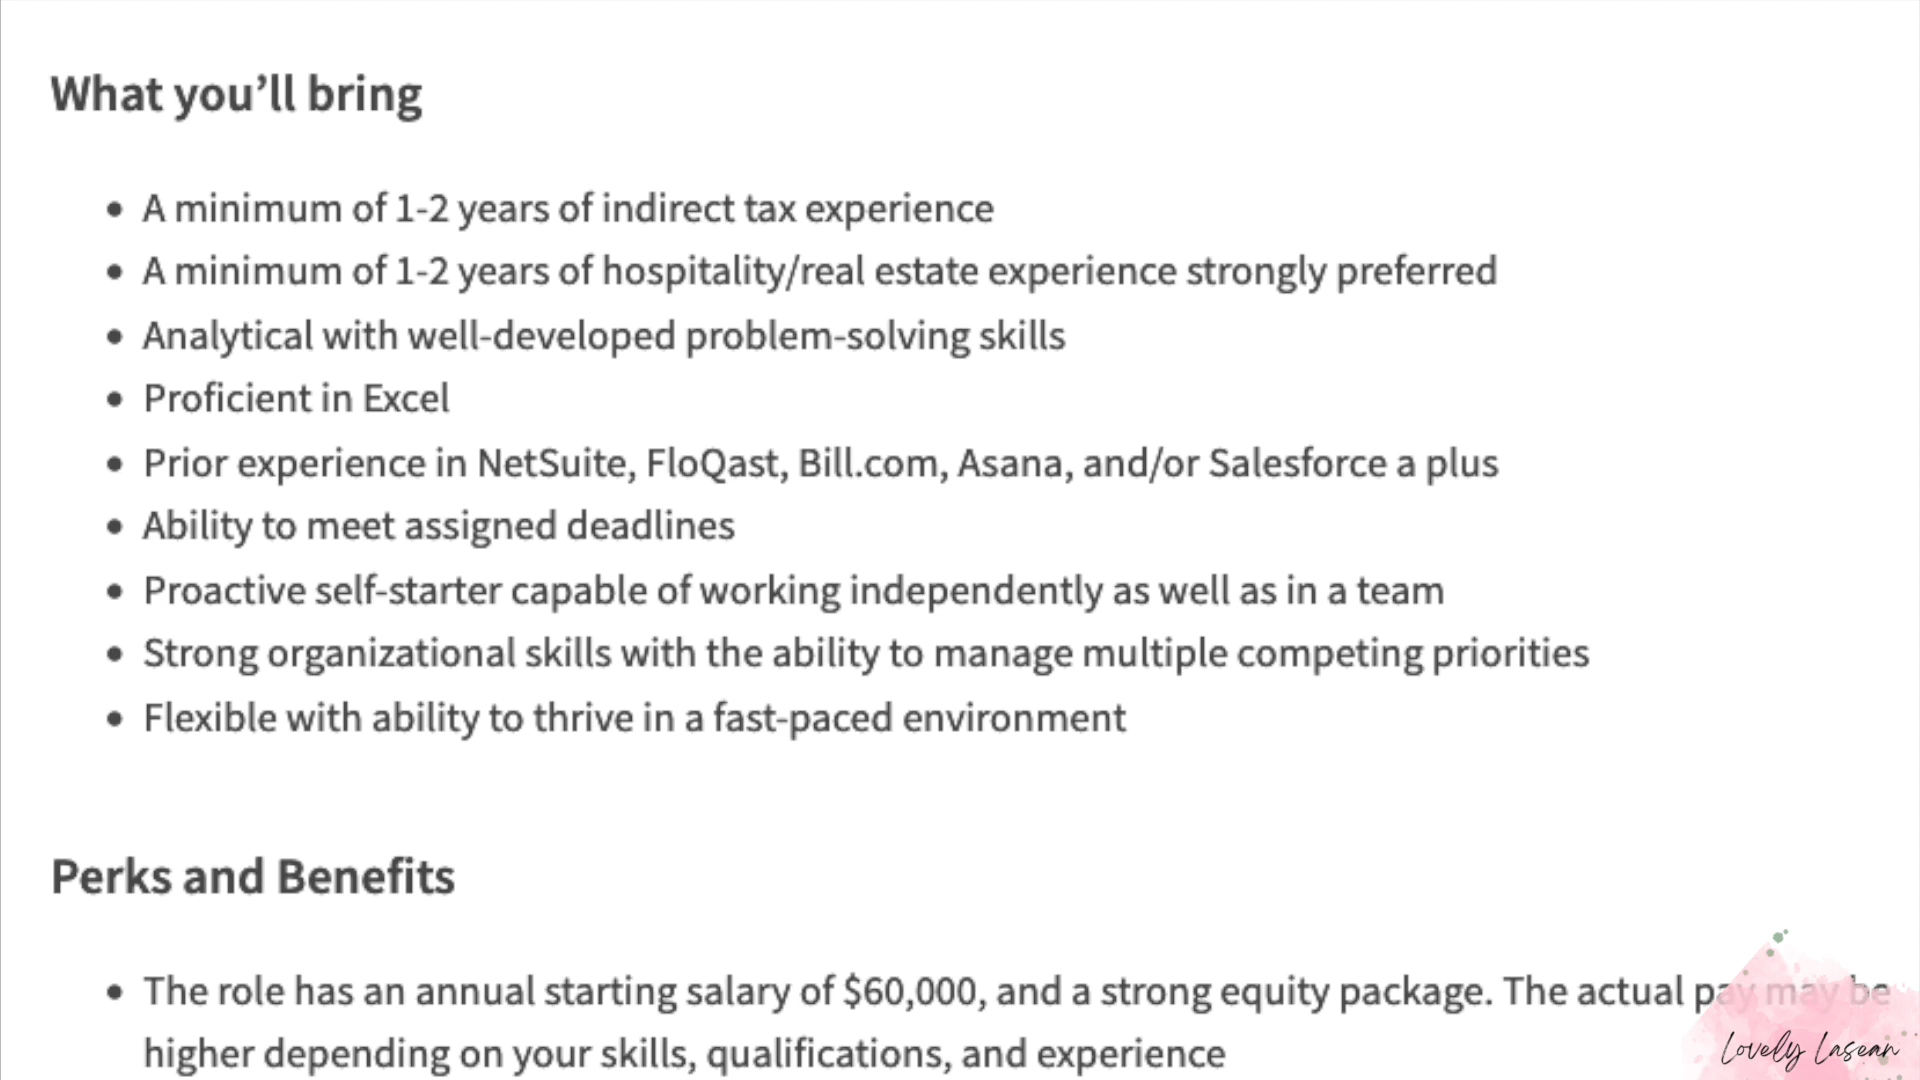 What you’ll bring
• A minimum of 1-2 years of indirect tax experience
• A minimum of 1-2 years of hospitality/real estate experience strongly preferred
• Analytical with well-developed problem-solving skills
• Proficient in Excel
• Prior experience in NetSuite, FloQast, Bill.com, Asana, and/or Salesforce a plus
• Ability to meet assigned deadlines
• Proactive self-starter capable of working independently as well as in a team
• Strong organizational skills with the ability to manage multiple competing priorities
• Flexible with ability to thrive in a fast-paced environment
Perks and Benefits
• The role has an annual starting salary of $60,000, and a strong equity package. The actual pay may be
higher depending on your skills, qualifications, and experience
Lovely Lasean